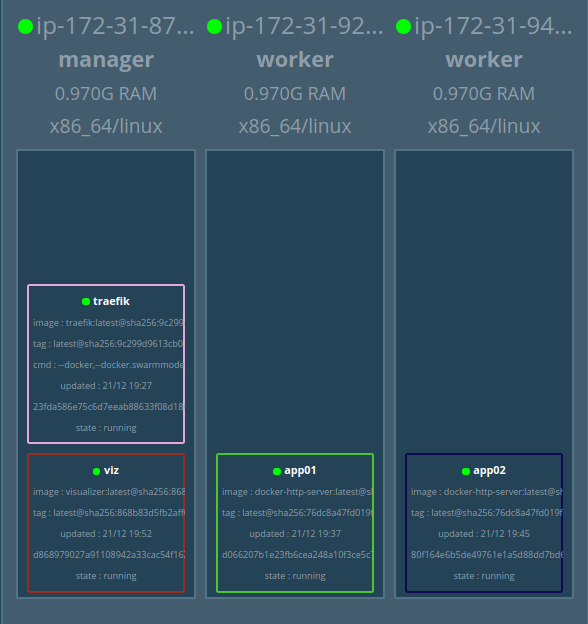 ip-172-31-87...
manager
0.970G RAM
x86_64/linux
traefik
image : traefik:latest@sha256:9c299
tag : latest@sha256:9c299d9613cb0
cmd : --docker,--docker.swarmmode
updated : 21/12 19:27
23fda586e75c6d7eeab88633f08d18
state : running
viz
image : visualizer:latest@sha256:868
tag : latest@sha256:868b83d5fb2aff
updated : 21/12 19:52
d868979027a91108942a33cac54f16
state : running
ip-172-31-92...
worker
0.970G RAM
x86_64/linux
app01
image : docker-http-server:latest@s
tag : latest@sha256:76dc8a47fd019
updated : 21/12 19:37
d066207b1e23fb6cea248a10f3ce5c
state : running
ip-172-31-94...
worker
0.970G RAM
x86_64/linux
app02
image : docker-http-server:latest@sh
tag : latest@sha256:76dc8a47fd019f
updated : 21/12 19:45
80f164e6b5de49761e1a5d88dd7bd
state : running